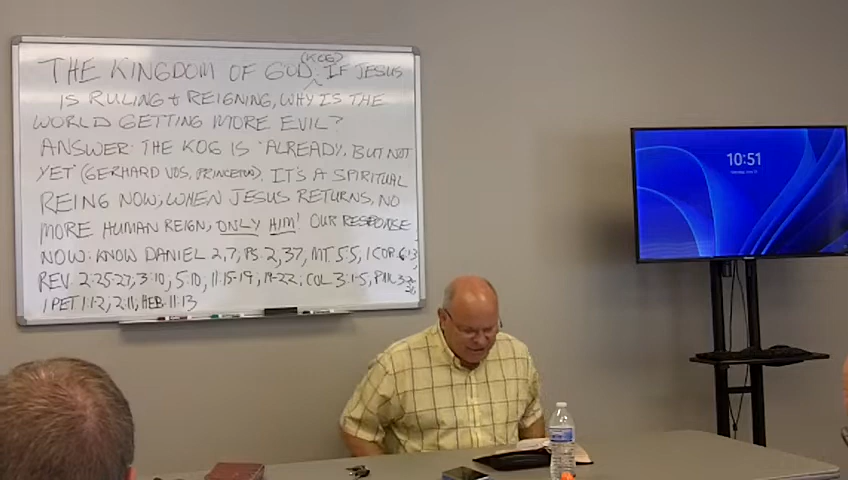 (KOG)
THE KINGDOM OF GOD: IF JESUS
IS RULING + REIGNING, WHY IS THE
WORLD GETTING MORE EVIL?
ANSWER: THE KOG IS "ALREADY, BUT NOT
YET" (GERHARD VOS, PRINCETON). IT'S A SPIRITUAL
REING NOW, WHEN JESUS RETURNS, NO
MORE HUMAN REIGN, ONLY HIM! OUR RESPONSE
NOW: KNOW DANIEL 2,7, PS. 2,37, MT. 5:5, 1 COR. 6:13
REV. 2:25-27, 3:10, 5:10, 11:15-19, 19-22, COL 3:1-5, PHIL 3:20
1 PET 1:1-2, 2:11, HEB. 11:13
10:51